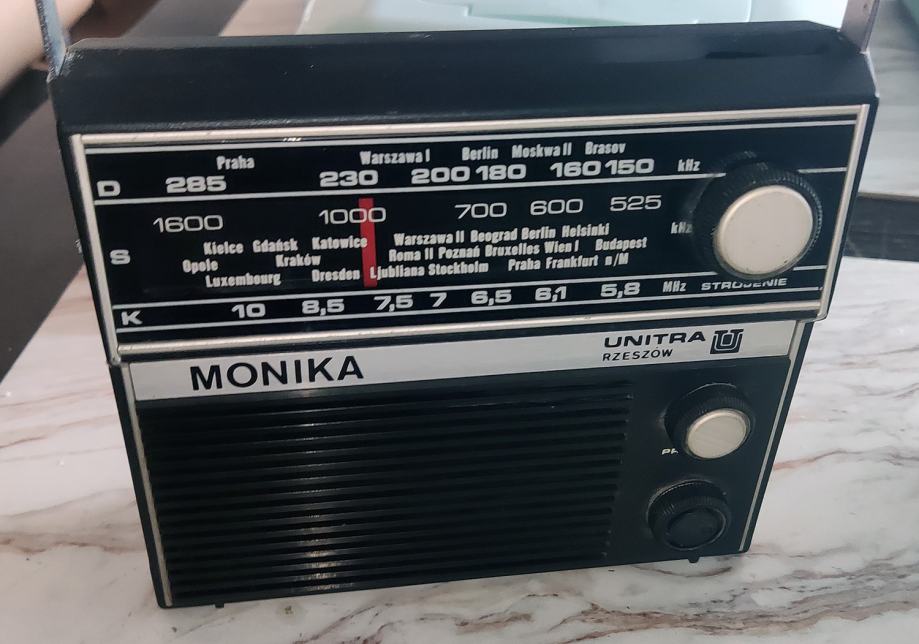 Praha Warszawa I Berlin Moskwa II Brasov
D 285 230 200 180 160 150 kHz
1600 1000 700 600 525 kHz
S
Kielce Gdańsk Katowice Warszawa II Beograd Berlin Helsinki
Opole Kraków Roma II Poznań Bruxelles Wien I Budapest
Luxembourg Dresden Ljubliana Stockholm Praha Frankfurt n/M
K 10 8,5 7,5 7 6,5 6,1 5,8 MHz STROJENIE
MONIKA
UNITRA
RZESZÓW